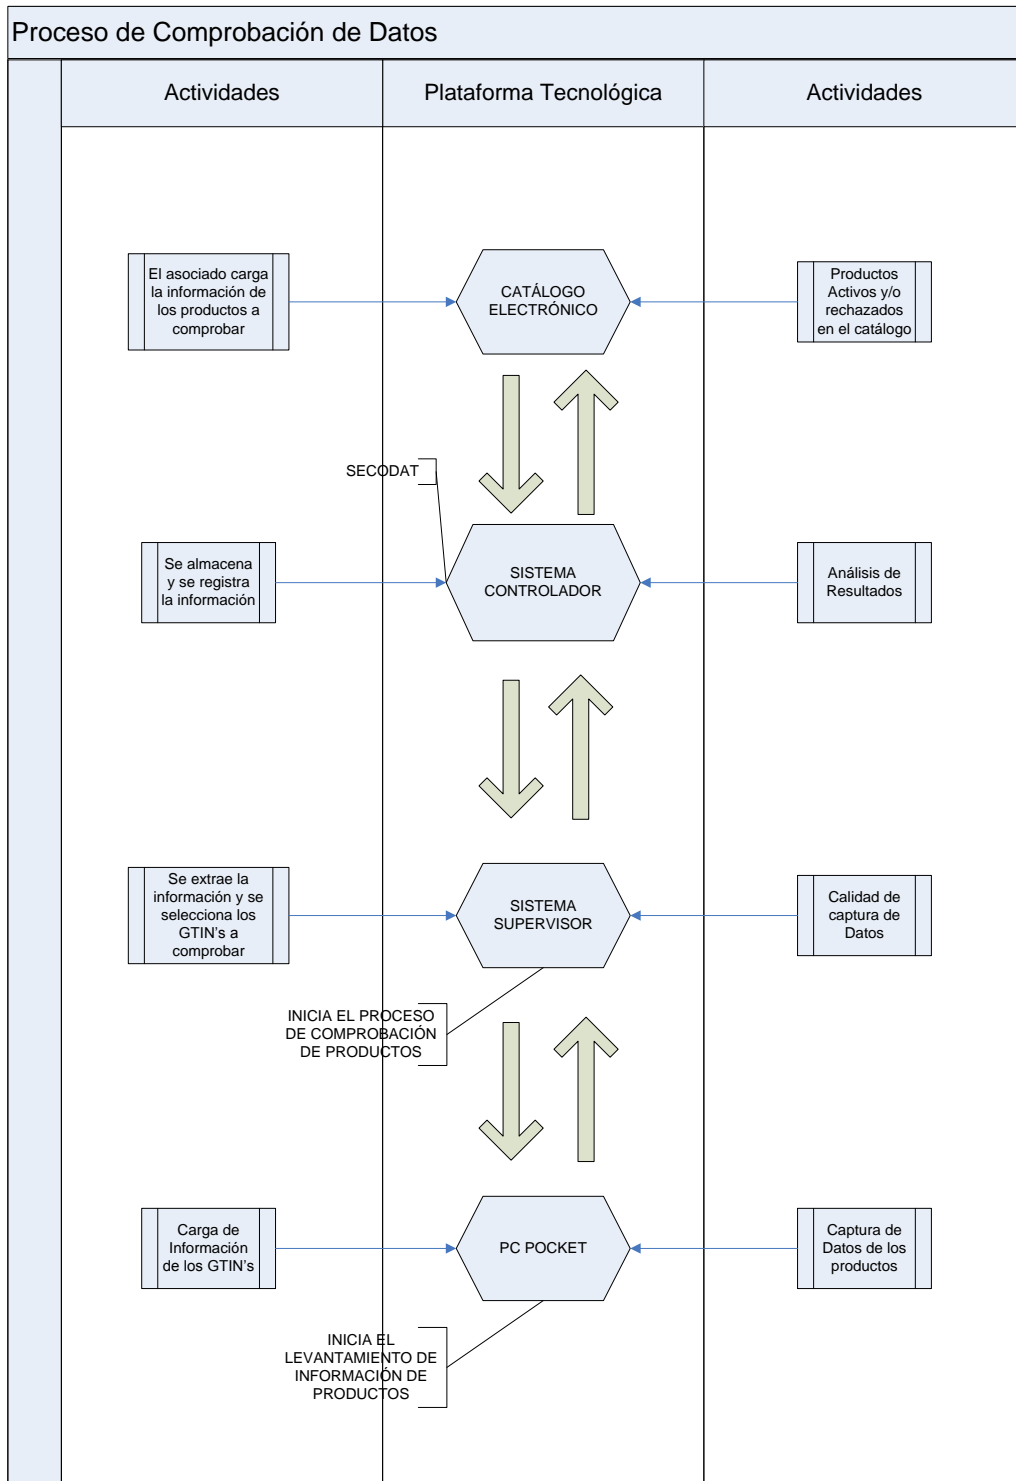 Proceso de Comprobación de Datos
Actividades
Plataforma Tecnológica
Actividades
El asociado carga
la información de
los productos a
comprobar
CATÁLOGO
ELECTRÓNICO
Productos
Activos y/o
rechazados
en el catálogo
SECODAT
Se almacena
y se registra
la información
SISTEMA
CONTROLADOR
Análisis de
Resultados
Se extrae la
información y se
selecciona los
GTIN's a
comprobar
SISTEMA
SUPERVISOR
Calidad de
captura de
Datos
INICIA EL PROCESO
DE COMPROBACIÓN
DE PRODUCTOS
Carga de
Información
de los GTIN's
PC POCKET
Captura de
Datos de los
productos
INICIA EL
LEVANTAMIENTO DE
INFORMACIÓN DE
PRODUCTOS